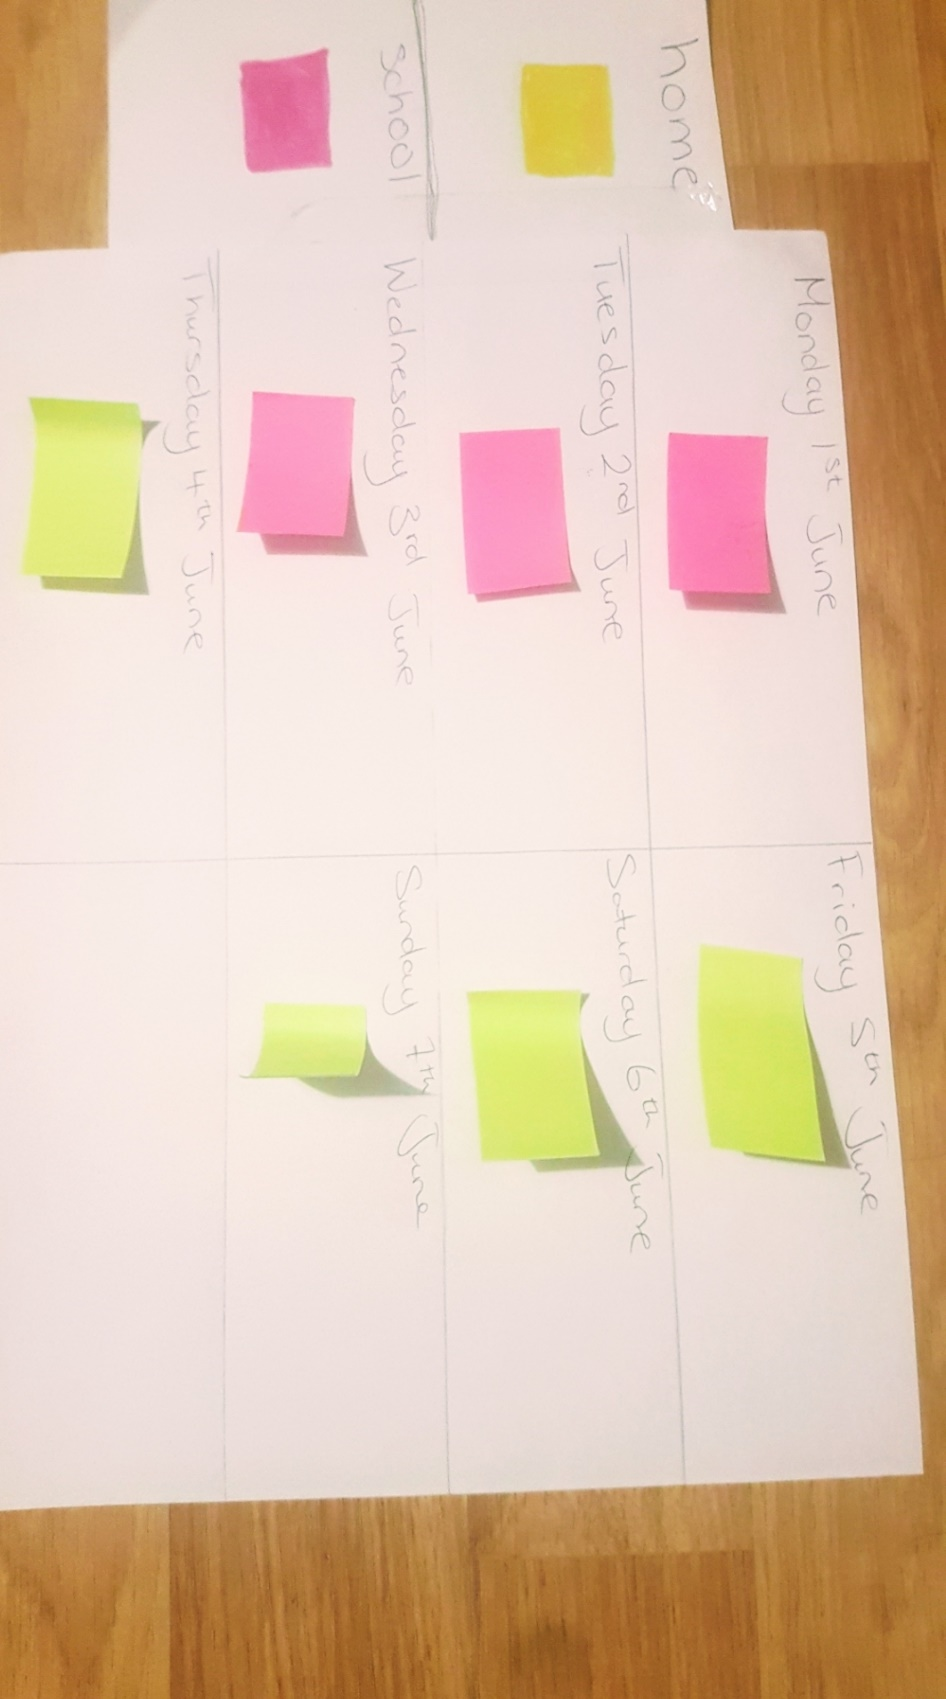 home
school
Monday 1st June
Tuesday 2nd June
Wednesday 3rd June
Thursday 4th June
Friday 5th June
Saturday 6th June
Sunday 7th June